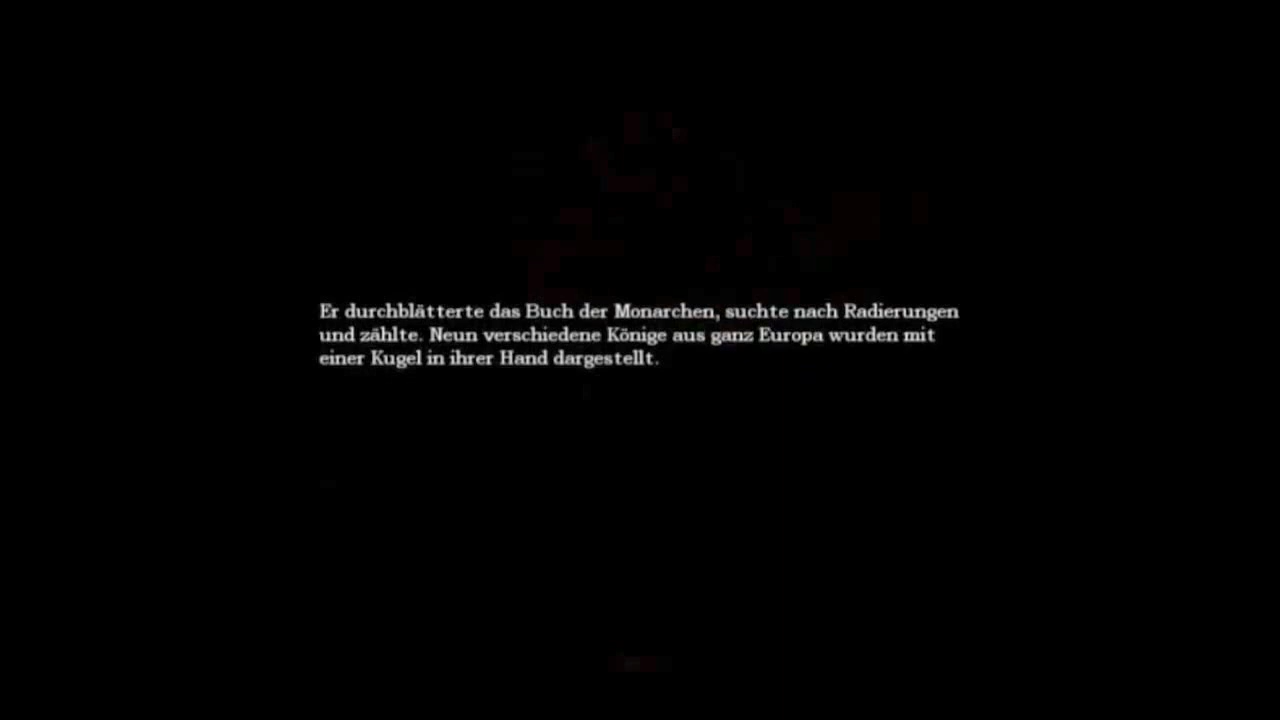 Er durchblätterte das Buch der Monarchen, suchte nach Radierungen
und zählte. Neun verschiedene Könige aus ganz Europa wurden mit
einer Kugel in ihrer Hand dargestellt.